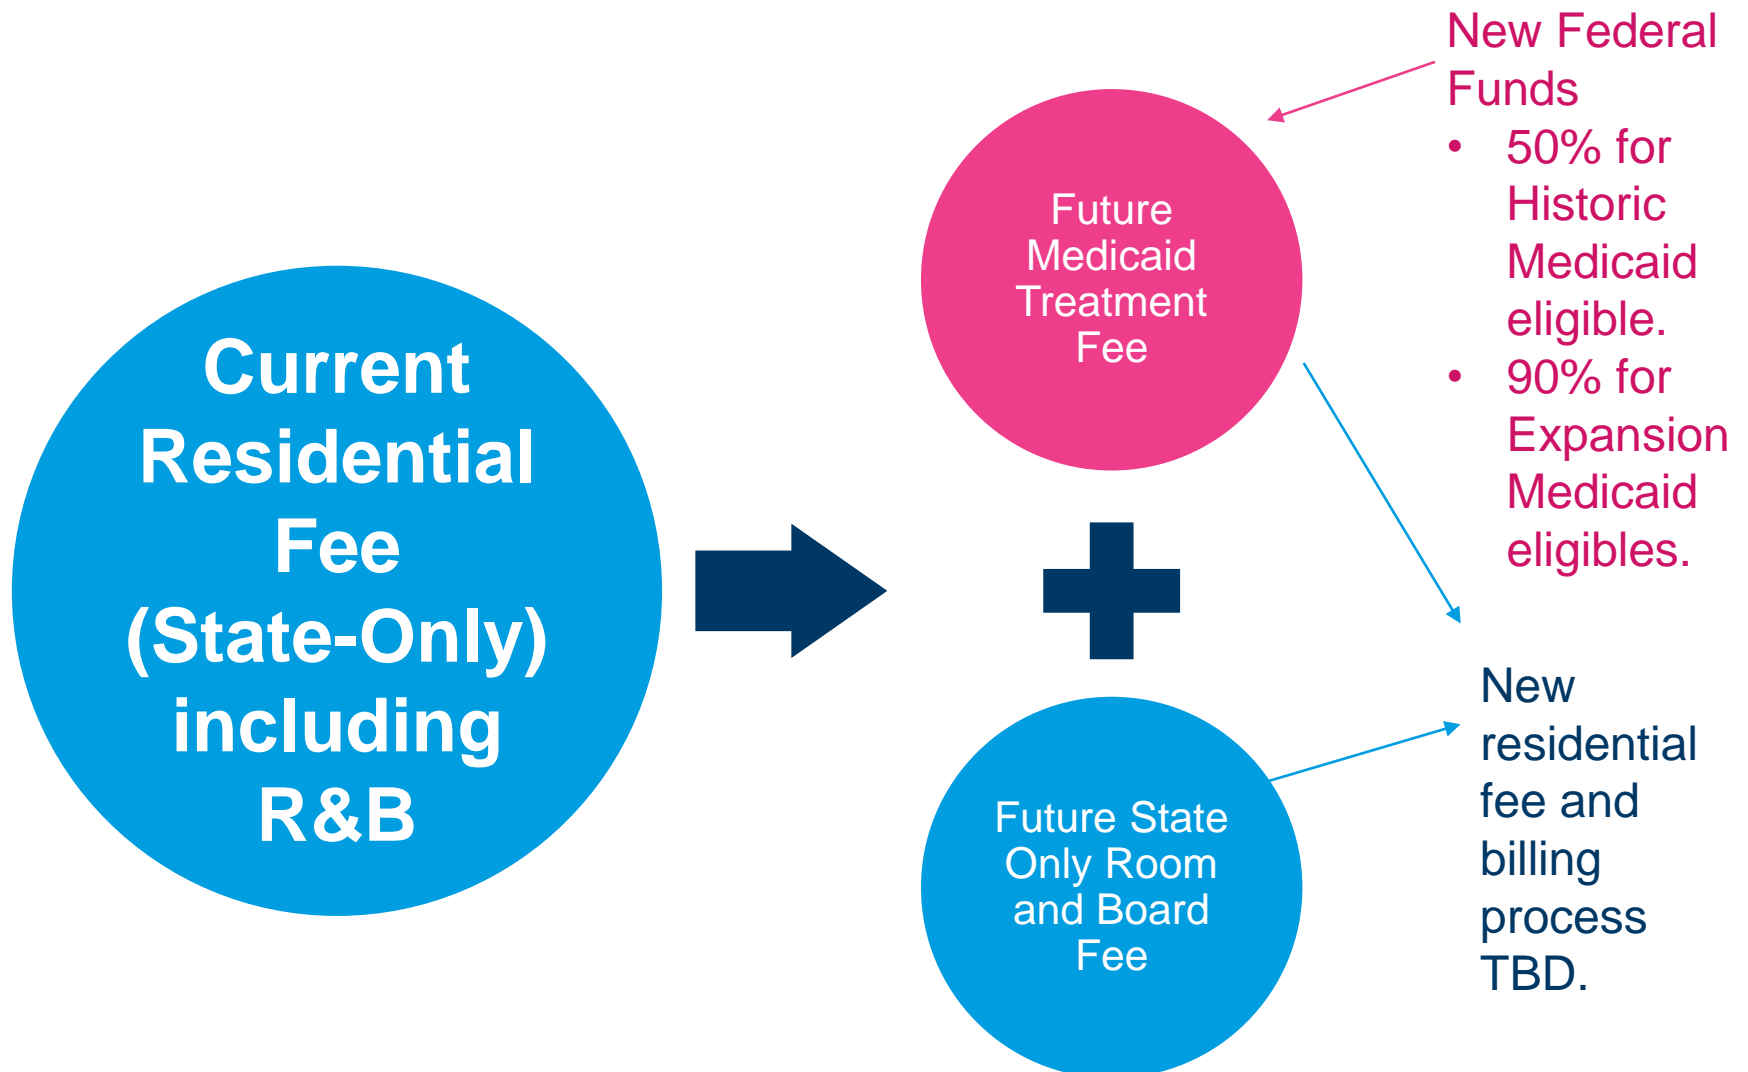 Current
Residential
Fee
(State-Only)
including
R&B
Future
Medicaid
Treatment
Fee
Future State
Only Room
and Board
Fee
New Federal
Funds
• 50% for
Historic
Medicaid
eligible.
• 90% for
Expansion
Medicaid
eligibles.
New
residential
fee and
billing
process
TBD.